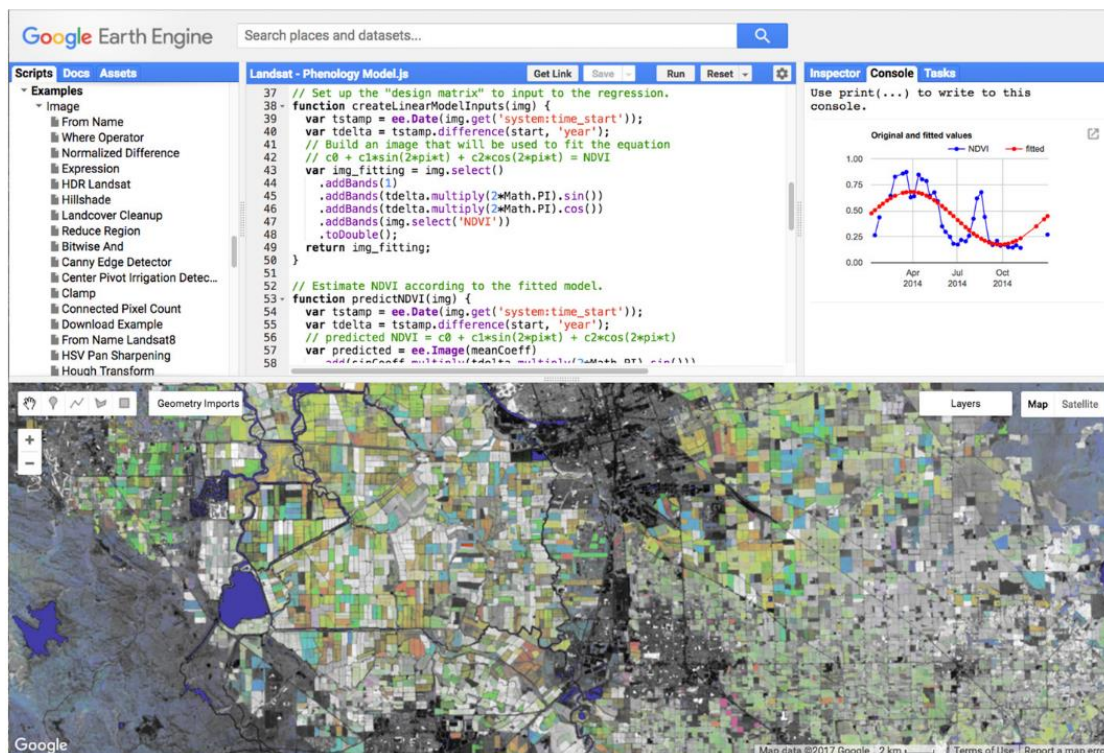 Google Earth Engine
Search places and datasets...
Scripts Docs Assets
Examples
Image
From Name
Where Operator
Normalized Difference
Expression
HDR Landsat
Hillshade
Landcover Cleanup
Reduce Region
Bitwise And
Canny Edge Detector
Center Pivot Irrigation Detec...
Clamp
Connected Pixel Count
Download Example
From Name Landsat8
HSV Pan Sharpening
Hough Transform
Landsat - Phenology Model.js Get Link Save Run Reset
37 // Set up the "design matrix" to input to the regression.
38 function createLinearModelInputs(img) {
39 var tstamp = ee.Date(img.get('system:time_start'));
40 var tdelta = tstamp.difference(start, 'year');
41 // Build an image that will be used to fit the equation
42 // c0 + c1*sin(2*pi*t) + c2*cos(2*pi*t) = NDVI
43 var img_fitting = img.select()
44 .addBands(1)
45 .addBands(tdelta.multiply(2*Math.PI).sin())
46 .addBands(tdelta.multiply(2*Math.PI).cos())
47 .addBands(img.select('NDVI'))
48 .toDouble();
49 return img_fitting;
50 }
51
52 // Estimate NDVI according to the fitted model.
53 function predictNDVI(img) {
54 var tstamp = ee.Date(img.get('system:time_start'));
55 var tdelta = tstamp.difference(start, 'year');
56 // predicted NDVI = c0 + c1*sin(2*pi*t) + c2*cos(2*pi*t)
57 var predicted = ee.Image(meanCoeff)
58 .add(sinCoeff.multiply(tdelta.multiply(2*Math.PI).sin()))
Inspector Console Tasks
Use print(...) to write to this
console.
Original and fitted values
NDVI fitted
1.00
0.75
0.50
0.25
0.00
Apr Jul Oct
2014 2014 2014
Geometry Imports
Layers
Map Satellite
+
−
Google
Map data ©2017 Google 2 km Terms of Use Report a map error